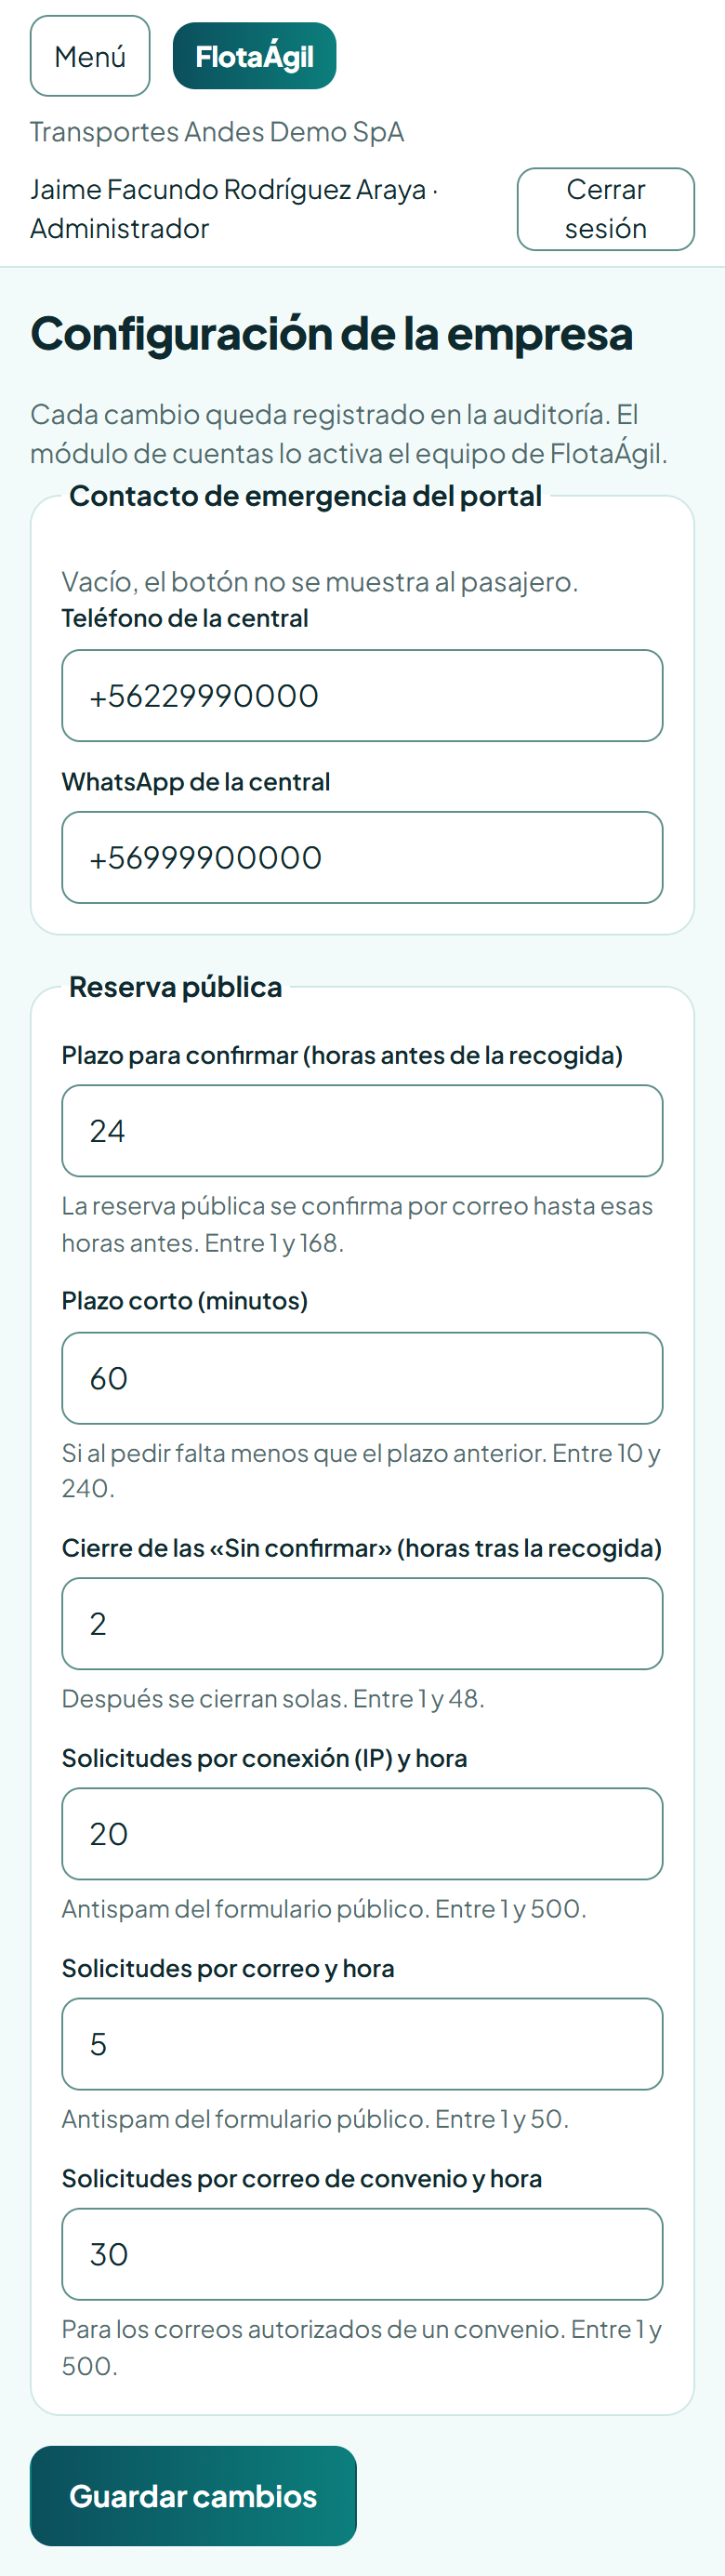 Menú
FlotaÁgil
Transportes Andes Demo SpA
Jaime Facundo Rodríguez Araya ·
Administrador
Cerrar
sesión
Configuración de la empresa
Cada cambio queda registrado en la auditoría. El
módulo de cuentas lo activa el equipo de FlotaÁgil.
Contacto de emergencia del portal
Vacío, el botón no se muestra al pasajero.
Teléfono de la central
+56229990000
WhatsApp de la central
+56999900000
Reserva pública
Plazo para confirmar (horas antes de la recogida)
24
La reserva pública se confirma por correo hasta esas
horas antes. Entre 1 y 168.
Plazo corto (minutos)
60
Si al pedir falta menos que el plazo anterior. Entre 10 y
240.
Cierre de las «Sin confirmar» (horas tras la recogida)
2
Después se cierran solas. Entre 1 y 48.
Solicitudes por conexión (IP) y hora
20
Antispam del formulario público. Entre 1 y 500.
Solicitudes por correo y hora
5
Antispam del formulario público. Entre 1 y 50.
Solicitudes por correo de convenio y hora
30
Para los correos autorizados de un convenio. Entre 1 y
500.
Guardar cambios